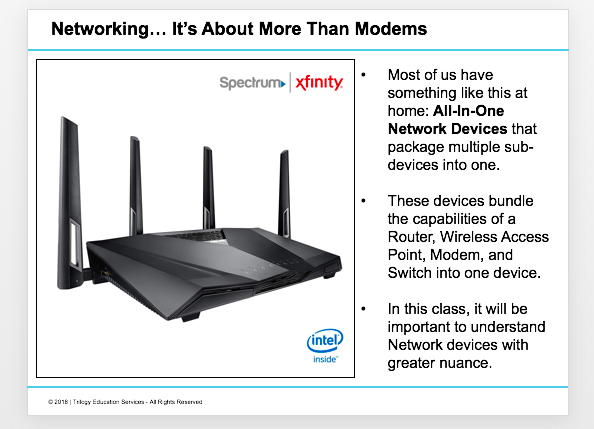 Networking… It's About More Than Modems
Spectrum xfinity
• Most of us have
something like this at
home: All-In-One
Network Devices that
package multiple sub-
devices into one.
• These devices bundle
the capabilities of a
Router, Wireless Access
Point, Modem, and
Switch into one device.
• In this class, it will be
important to understand
Network devices with
greater nuance.
intel
inside
© 2018 | Trilogy Education Services - All Rights Reserved